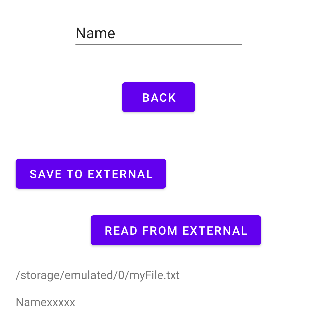 Name
BACK
SAVE TO EXTERNAL
READ FROM EXTERNAL
/storage/emulated/0/myFile.txt
Namexxxxx